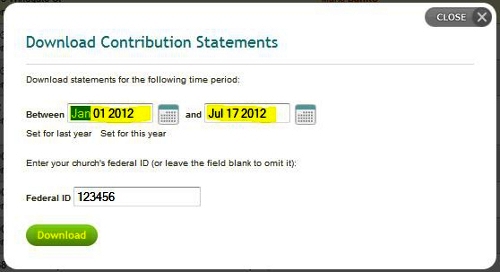 CLOSE X
Download Contribution Statements
Download statements for the following time period:
Between Jan 01 2012 and Jul 17 2012
Set for last year Set for this year
Enter your church's federal ID (or leave the field blank to omit it):
Federal ID 123456
Download